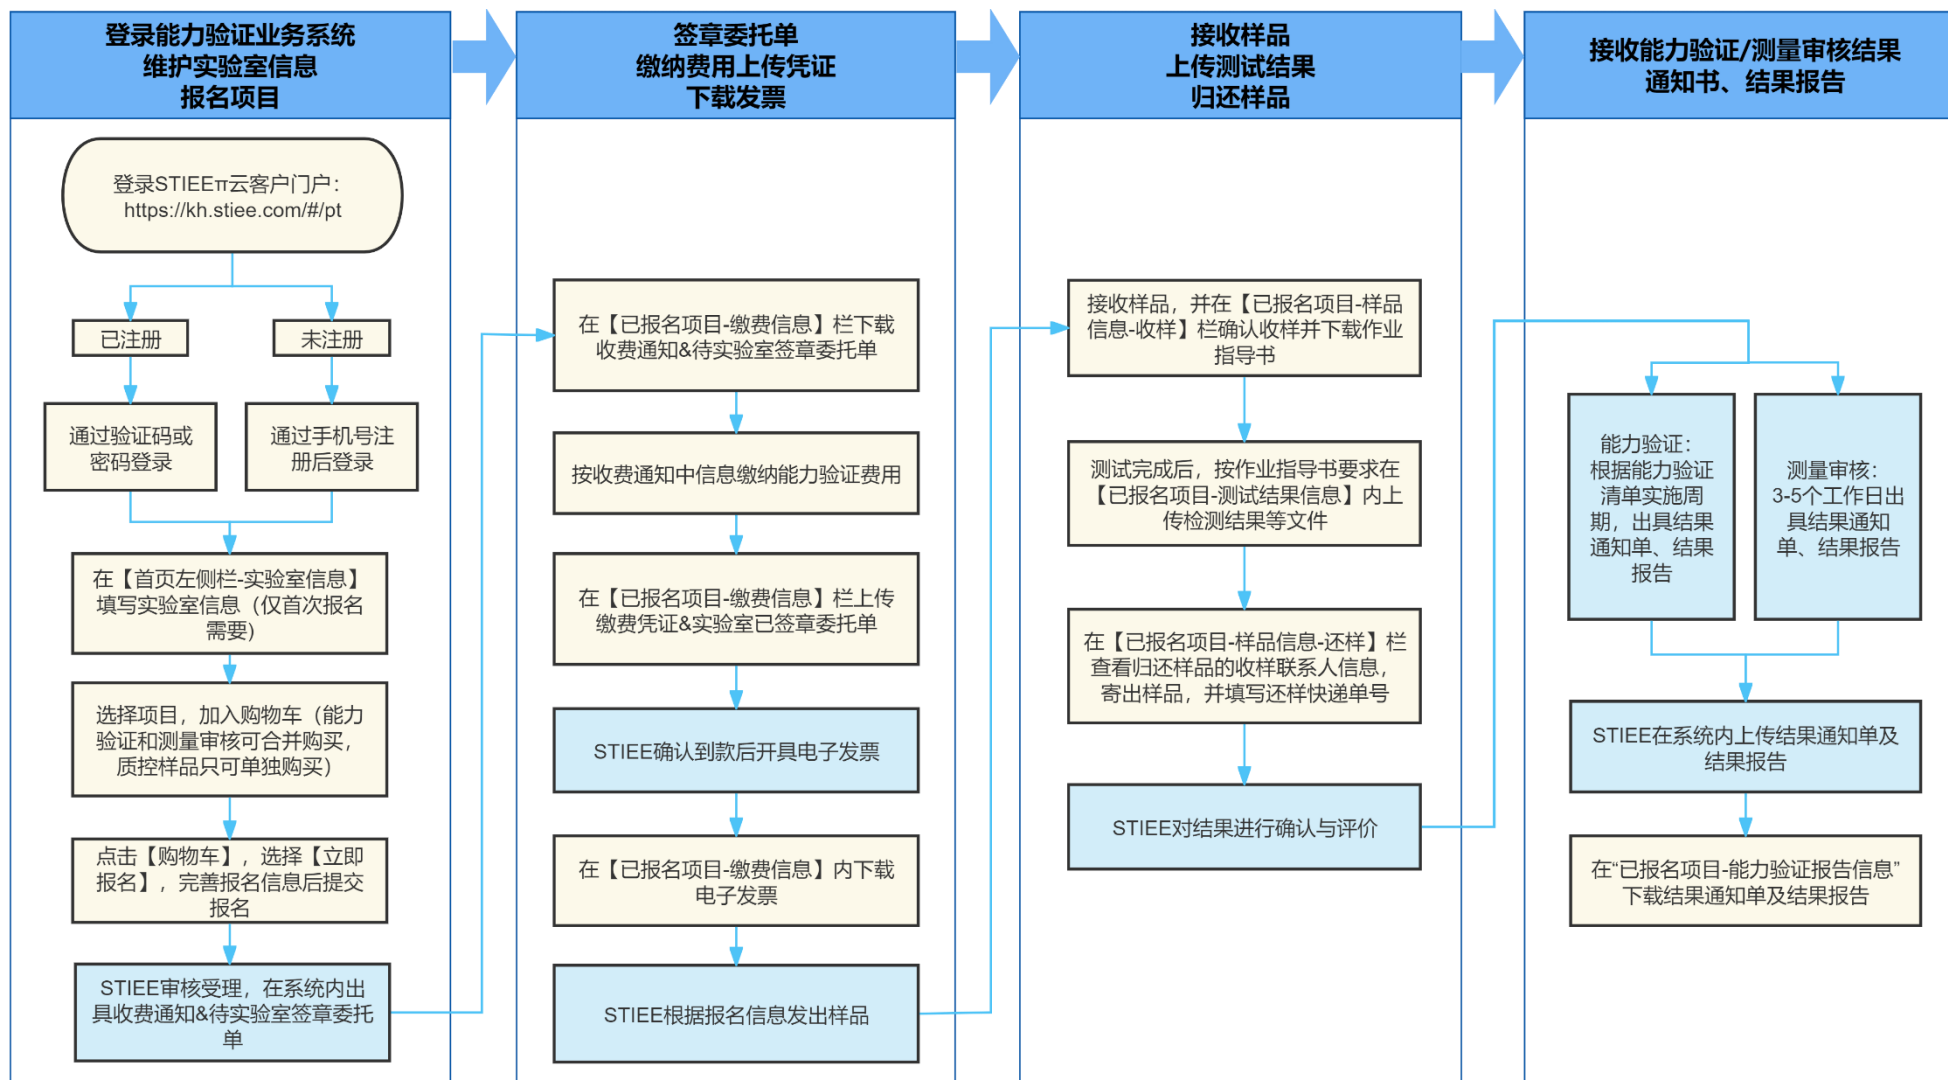 登录能力验证业务系统
维护实验室信息
报名项目
登录STIEEπ云客户门户：
https://kh.stiee.com/#/pt
已注册
未注册
通过验证码或
密码登录
通过手机号注
册后登录
在【首页左侧栏-实验室信息】
填写实验室信息（仅首次报名
需要）
选择项目，加入购物车（能力
验证和测量审核可合并购买，
质控样品只可单独购买）
点击【购物车】，选择【立即
报名】，完善报名信息后提交
报名
STIEE审核受理，在系统内出
具收费通知&待实验室签章委托
单
签章委托单
缴纳费用上传凭证
下载发票
在【已报名项目-缴费信息】栏下载
收费通知&待实验室签章委托单
按收费通知中信息缴纳能力验证费用
在【已报名项目-缴费信息】栏上传
缴费凭证&实验室已签章委托单
STIEE确认到款后开具电子发票
在【已报名项目-缴费信息】内下载
电子发票
STIEE根据报名信息发出样品
接收样品
上传测试结果
归还样品
接收样品，并在【已报名项目-样品
信息-收样】栏确认收样并下载作业
指导书
测试完成后，按作业指导书要求在
【已报名项目-测试结果信息】内上
传检测结果等文件
在【已报名项目-样品信息-还样】栏
查看归还样品的收样联系人信息，
寄出样品，并填写还样快递单号
STIEE对结果进行确认与评价
接收能力验证/测量审核结果
通知书、结果报告
能力验证：
根据能力验证
清单实施周
期，出具结果
通知单、结果
报告
测量审核：
3-5个工作日出
具结果通知
单、结果报告
STIEE在系统内上传结果通知单及
结果报告
在“已报名项目-能力验证报告信息”
下载结果通知单及结果报告